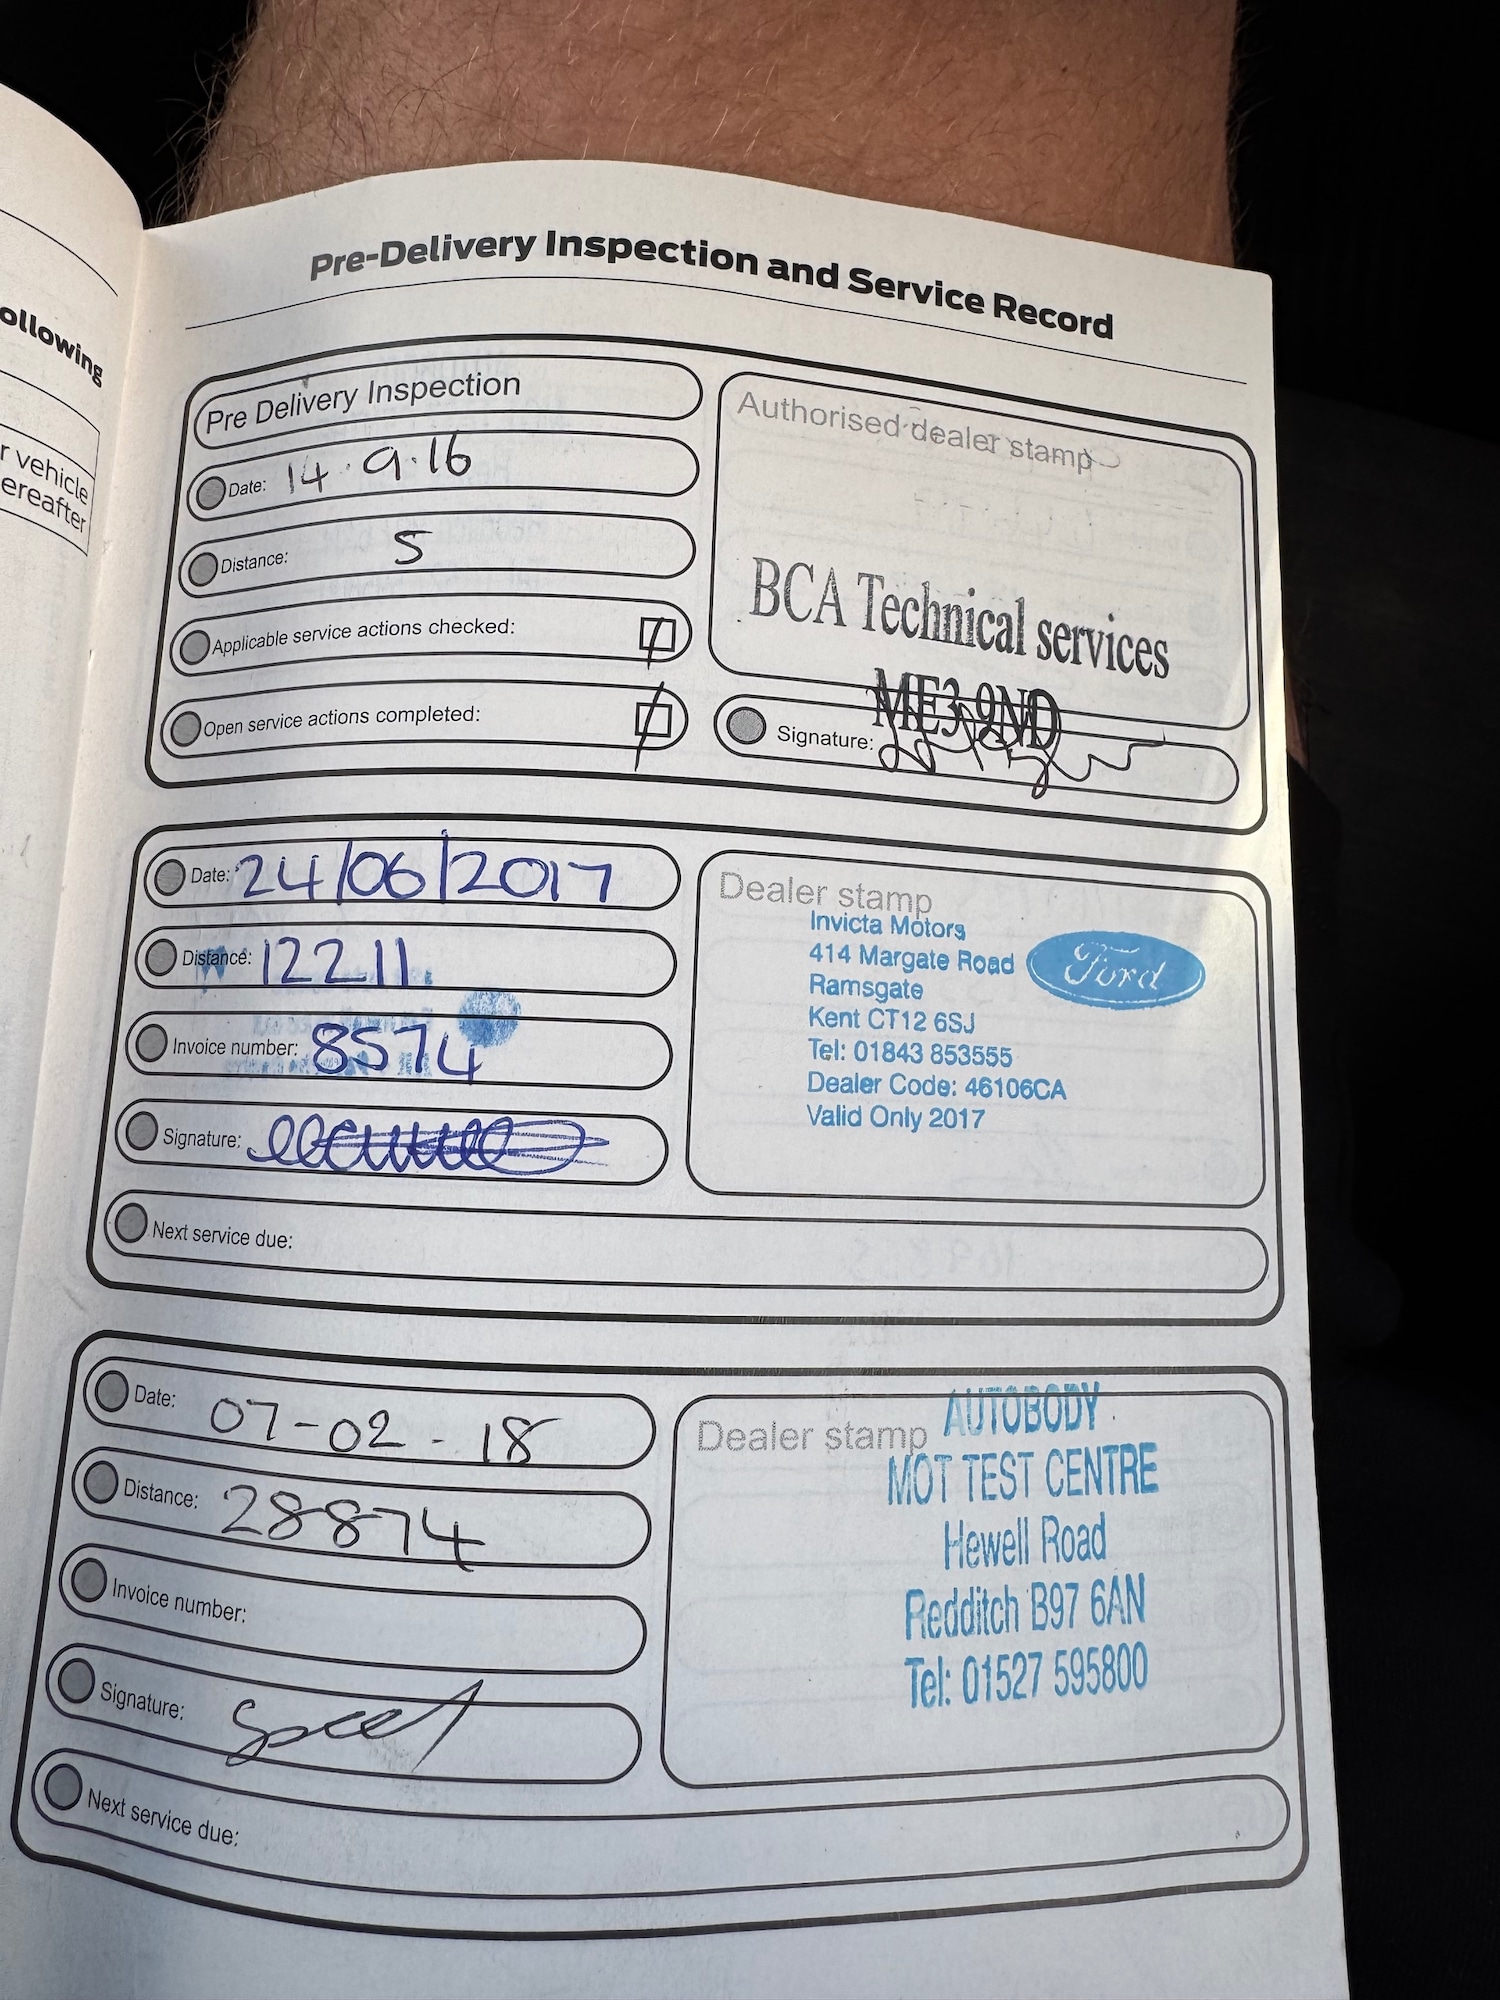 ollowing
r vehicle
ereafter
Pre-Delivery Inspection and Service Record
Pre Delivery Inspection
Date: 14.9.16
Distance: 5
Applicable service actions checked:
Open service actions completed:
Authorised dealer stamp
BCA Technical services
ME3 9ND
Signature:
Date: 24/06/2017
Distance: 12211
Invoice number: 8574
Signature:
Next service due:
Dealer stamp
Invicta Motors
414 Margate Road
Ramsgate
Kent CT12 6SJ
Tel: 01843 853555
Dealer Code: 46106CA
Valid Only 2017
Ford
Date: 07-02-18
Distance: 28874
Invoice number:
Signature:
Next service due:
Dealer stamp
AUTOBODY
MOT TEST CENTRE
Hewell Road
Redditch B97 6AN
Tel: 01527 595800